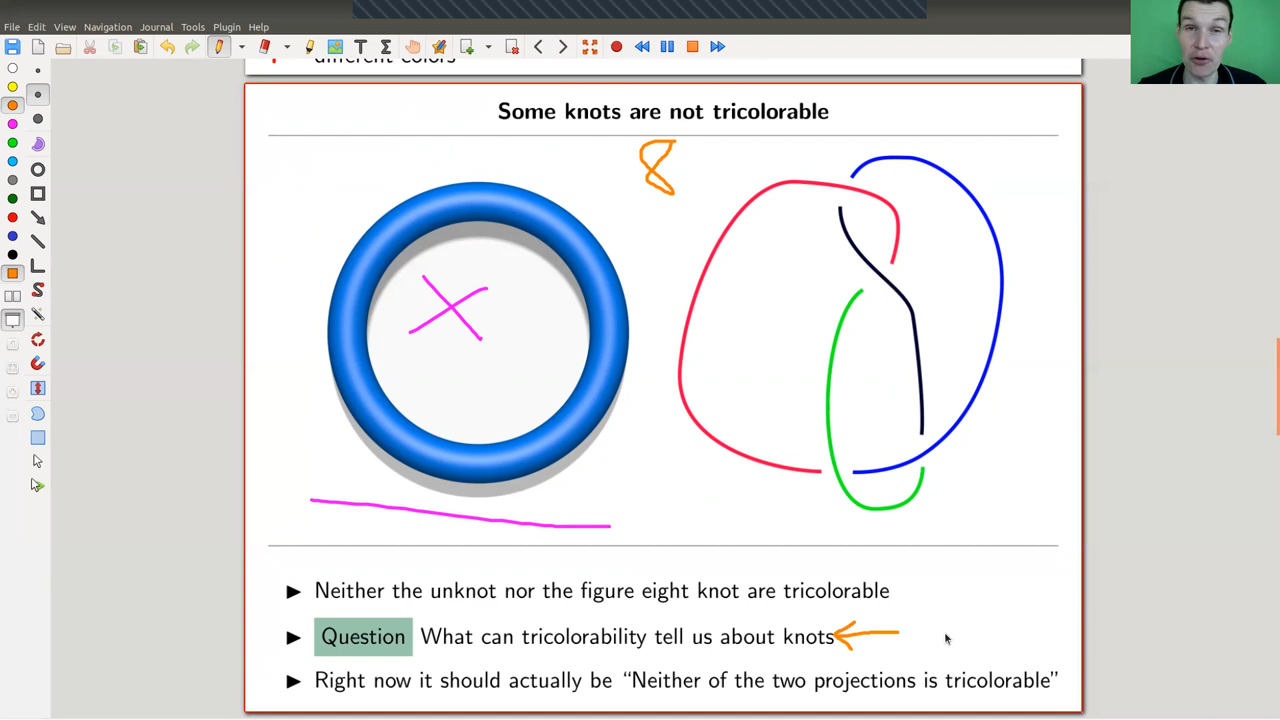 File Edit View Navigation Journal Tools Plugin Help
different colors
Some knots are not tricolorable
8
▶ Neither the unknot nor the figure eight knot are tricolorable
▶ Question What can tricolorability tell us about knots
▶ Right now it should actually be “Neither of the two projections is tricolorable”